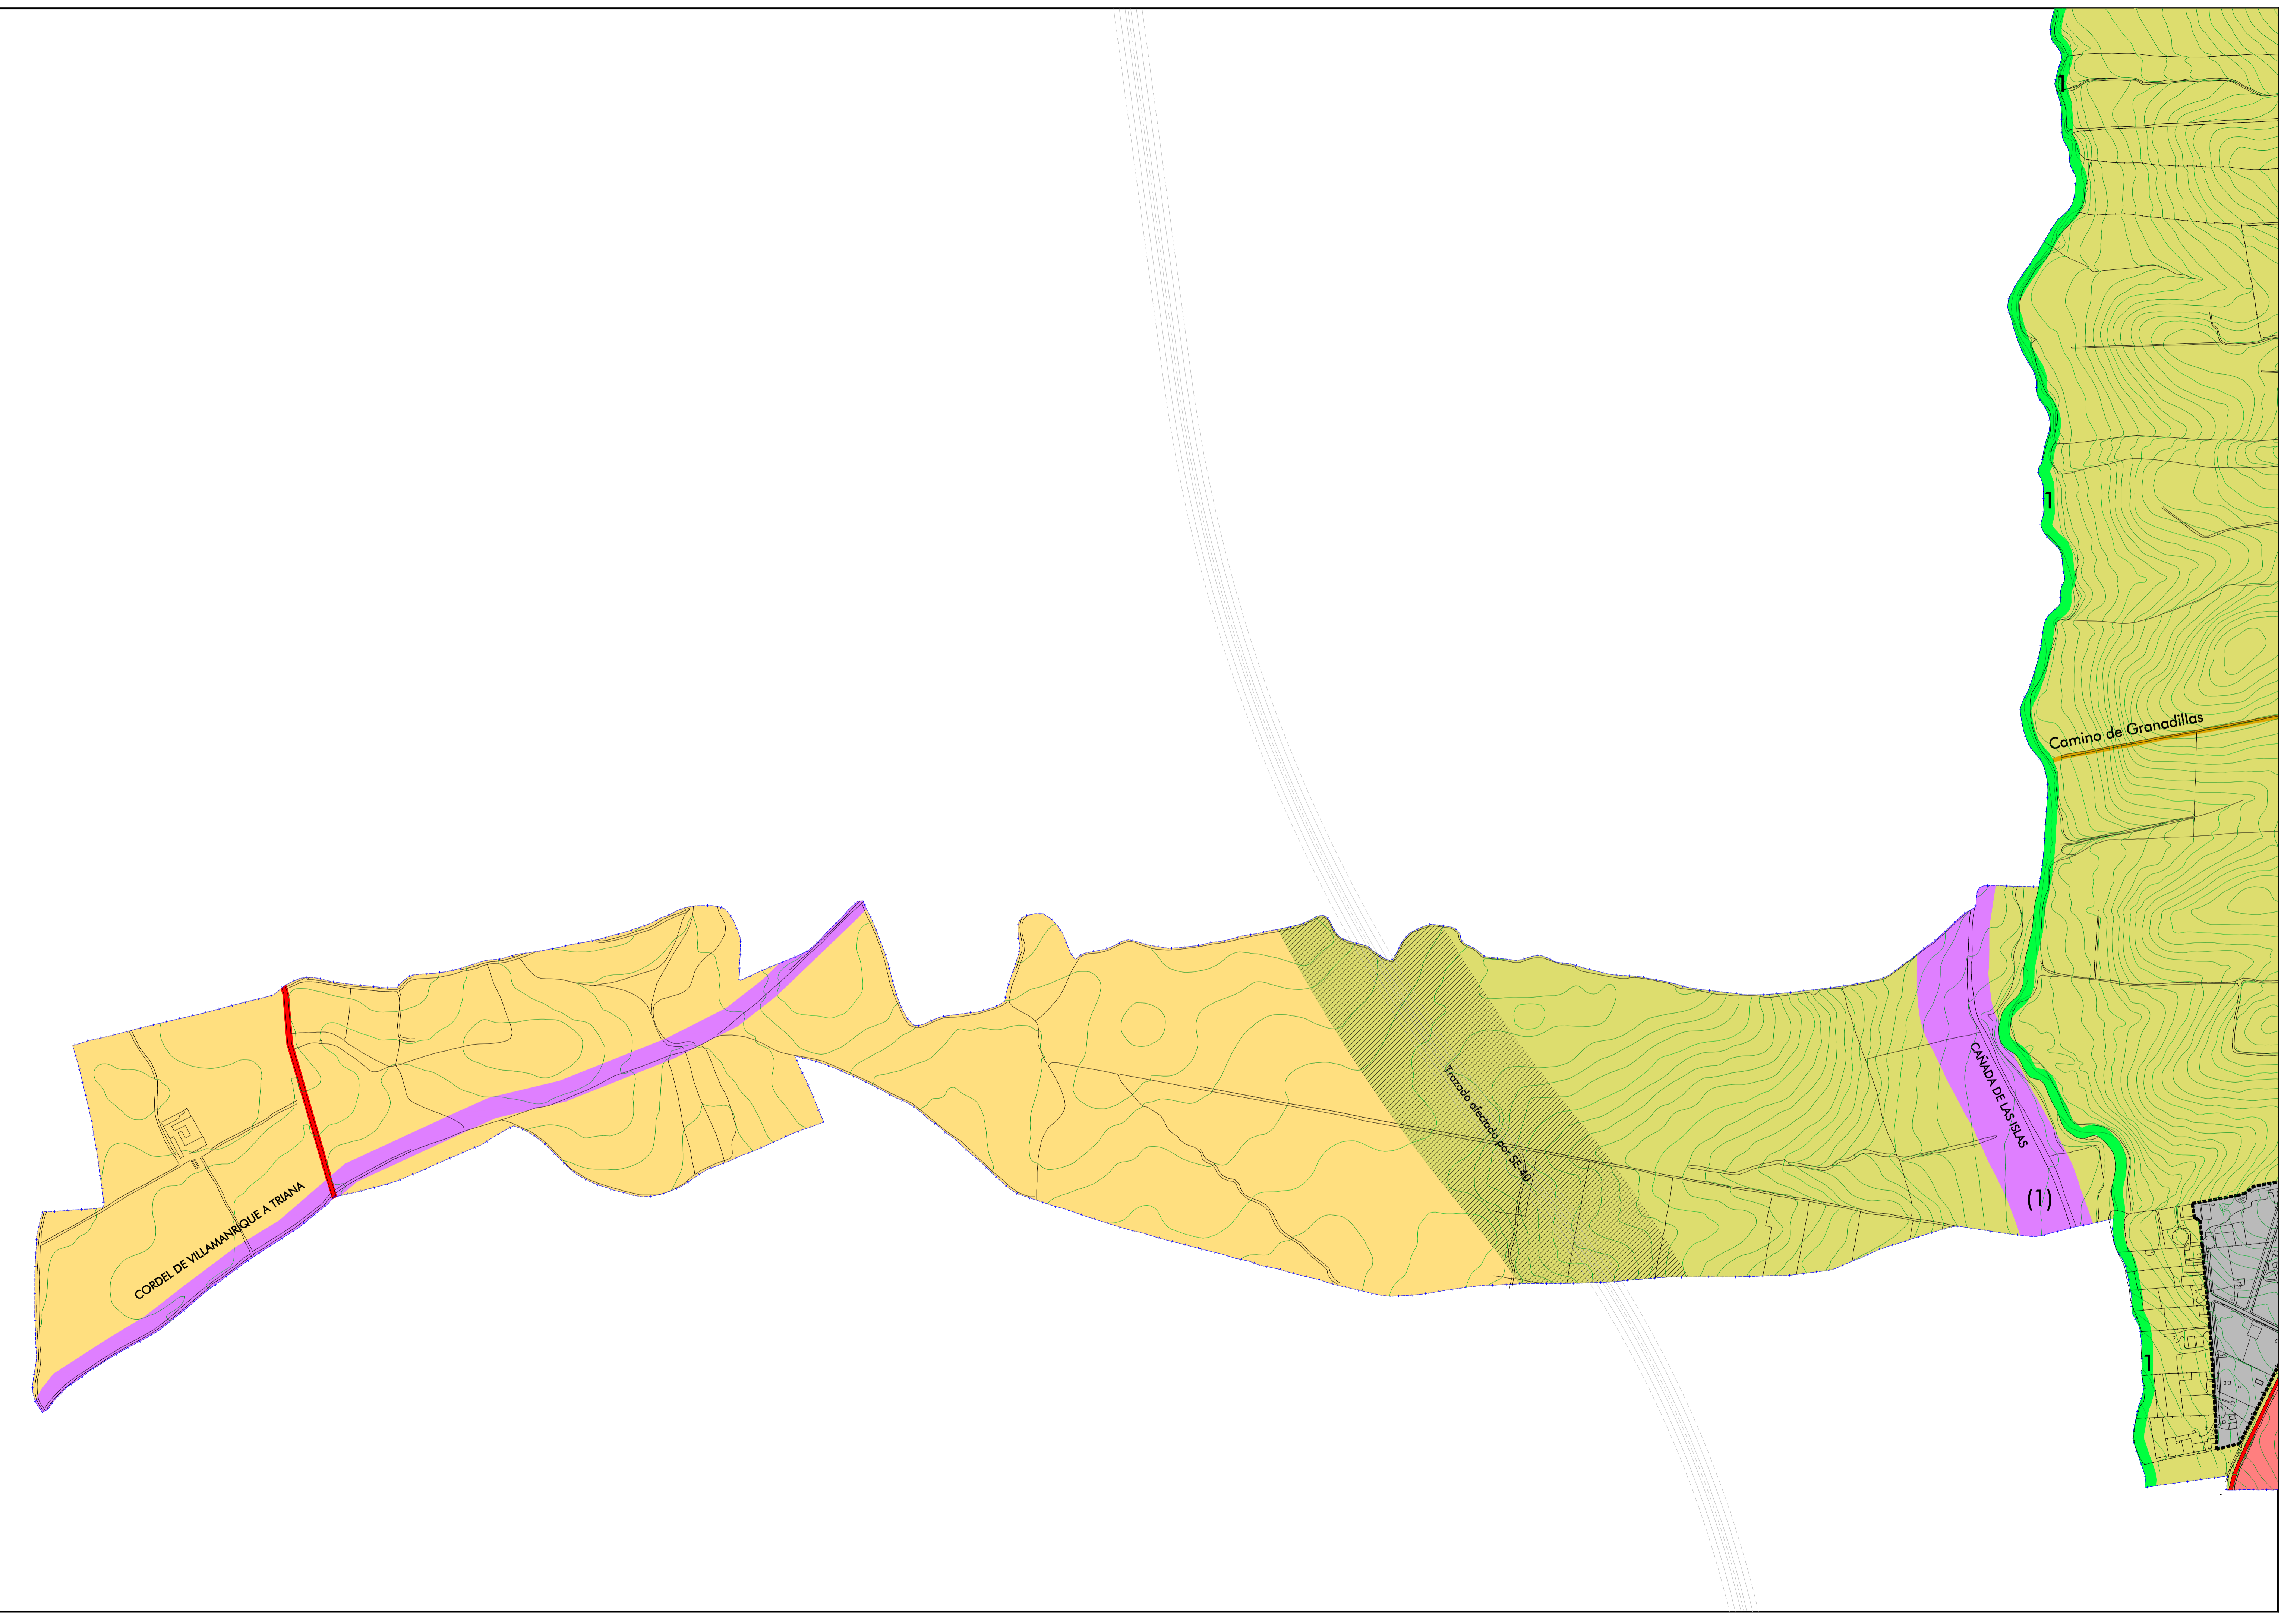 1
1
Camino de Granadillas
CAÑADA DE LAS ISLAS
Trazado afectado por SE-40
(1)
CORDEL DE VILLAMANRIQUE A TRIANA
1